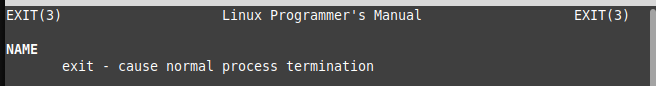 EXIT(3) Linux Programmer's Manual EXIT(3)
NAME
exit - cause normal process termination